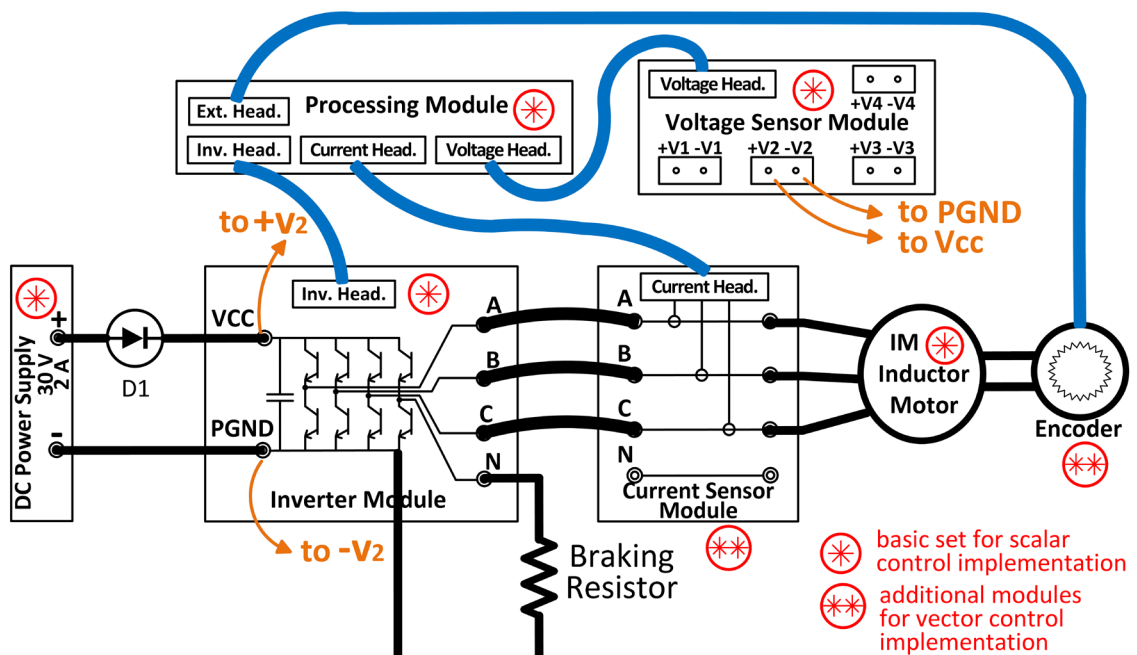 Ext. Head.
Processing Module
Inv. Head.
Current Head.
Voltage Head.
Voltage Head.
+V4 -V4
Voltage Sensor Module
+V1 -V1
+V2 -V2
+V3 -V3
to +v2
to PGND
to Vcc
DC Power Supply
30 V
2 A
+
-
D1
VCC
PGND
Inv. Head.
A
B
C
N
Inverter Module
to -v2
Current Head.
A
B
C
N
Current Sensor
Module
IM
Inductor
Motor
Encoder
Braking
Resistor
basic set for scalar
control implementation
additional modules
for vector control
implementation